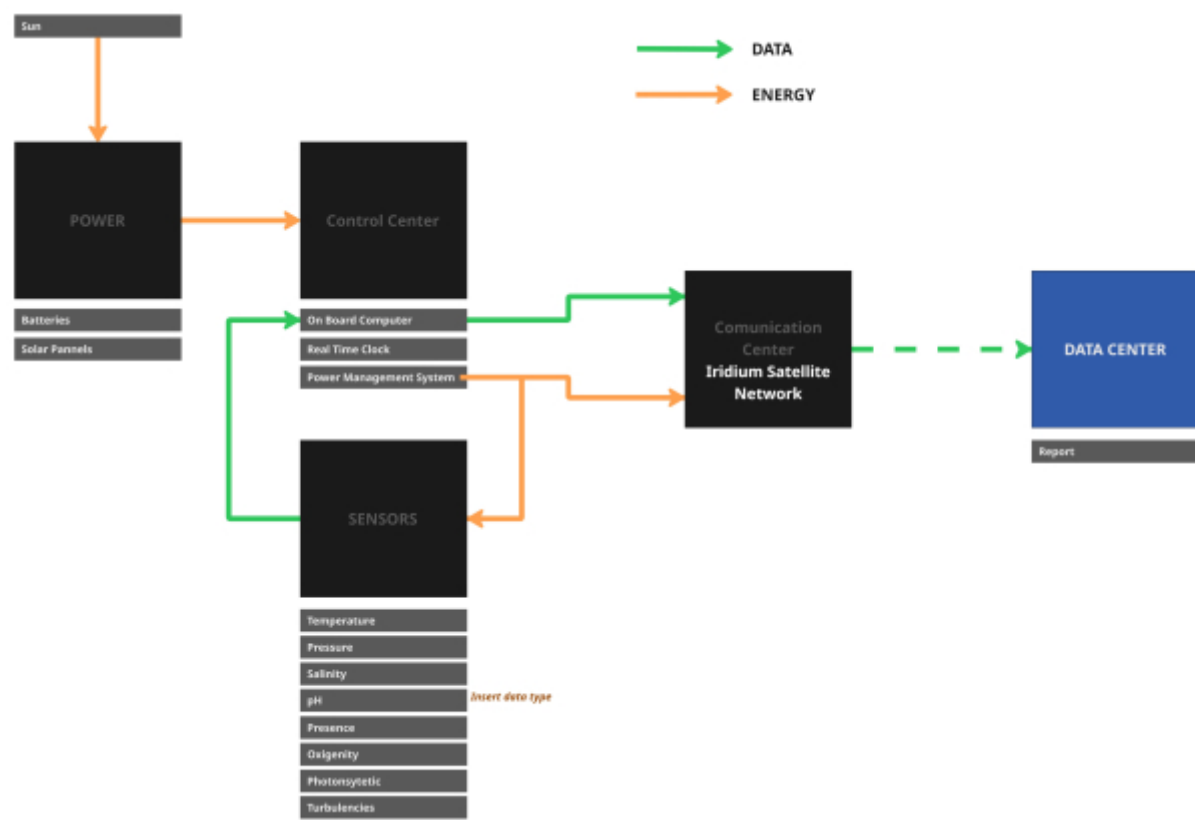 Sun
DATA
ENERGY
POWER
Control Center
Batteries
Solar Pannels
On Board Computer
Real Time Clock
Power Management System
Comunication
Center
Iridium Satellite
Network
DATA CENTER
Report
SENSORS
Temperature
Pressure
Salinity
pH
Insert data type
Presence
Oxigenity
Photonsytetic
Turbulencies